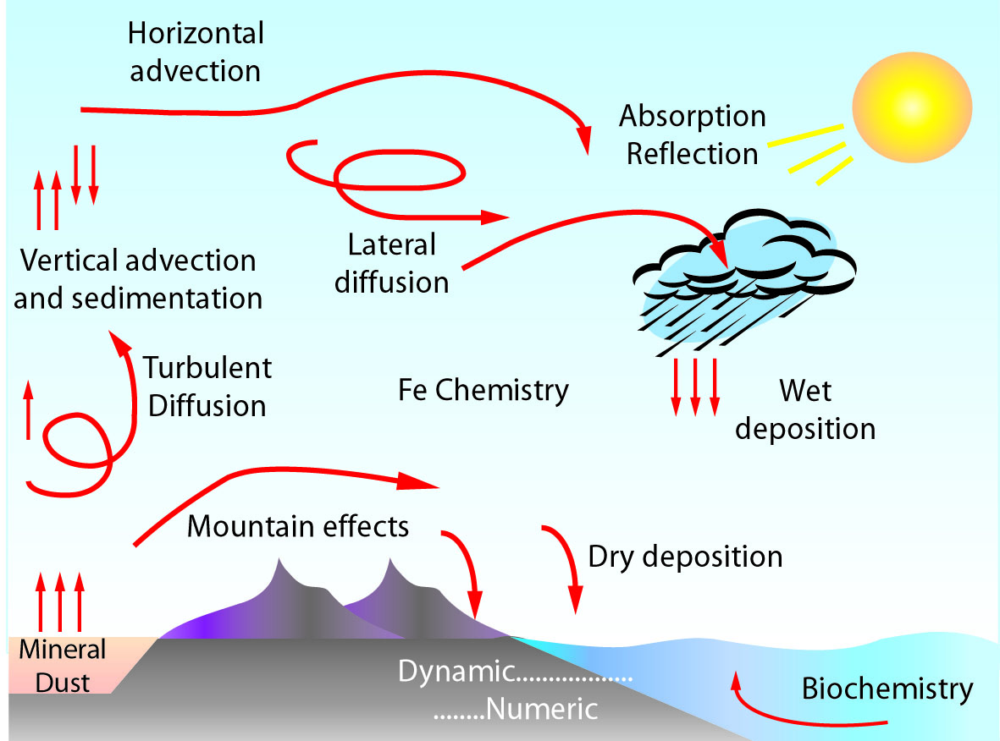 Horizontal
advection
Absorption
Reflection
Vertical advection
and sedimentation
Lateral
diffusion
Turbulent
Diffusion
Fe Chemistry
Wet
deposition
Mountain effects
Dry deposition
Mineral
Dust
Dynamic..................
........Numeric
Biochemistry